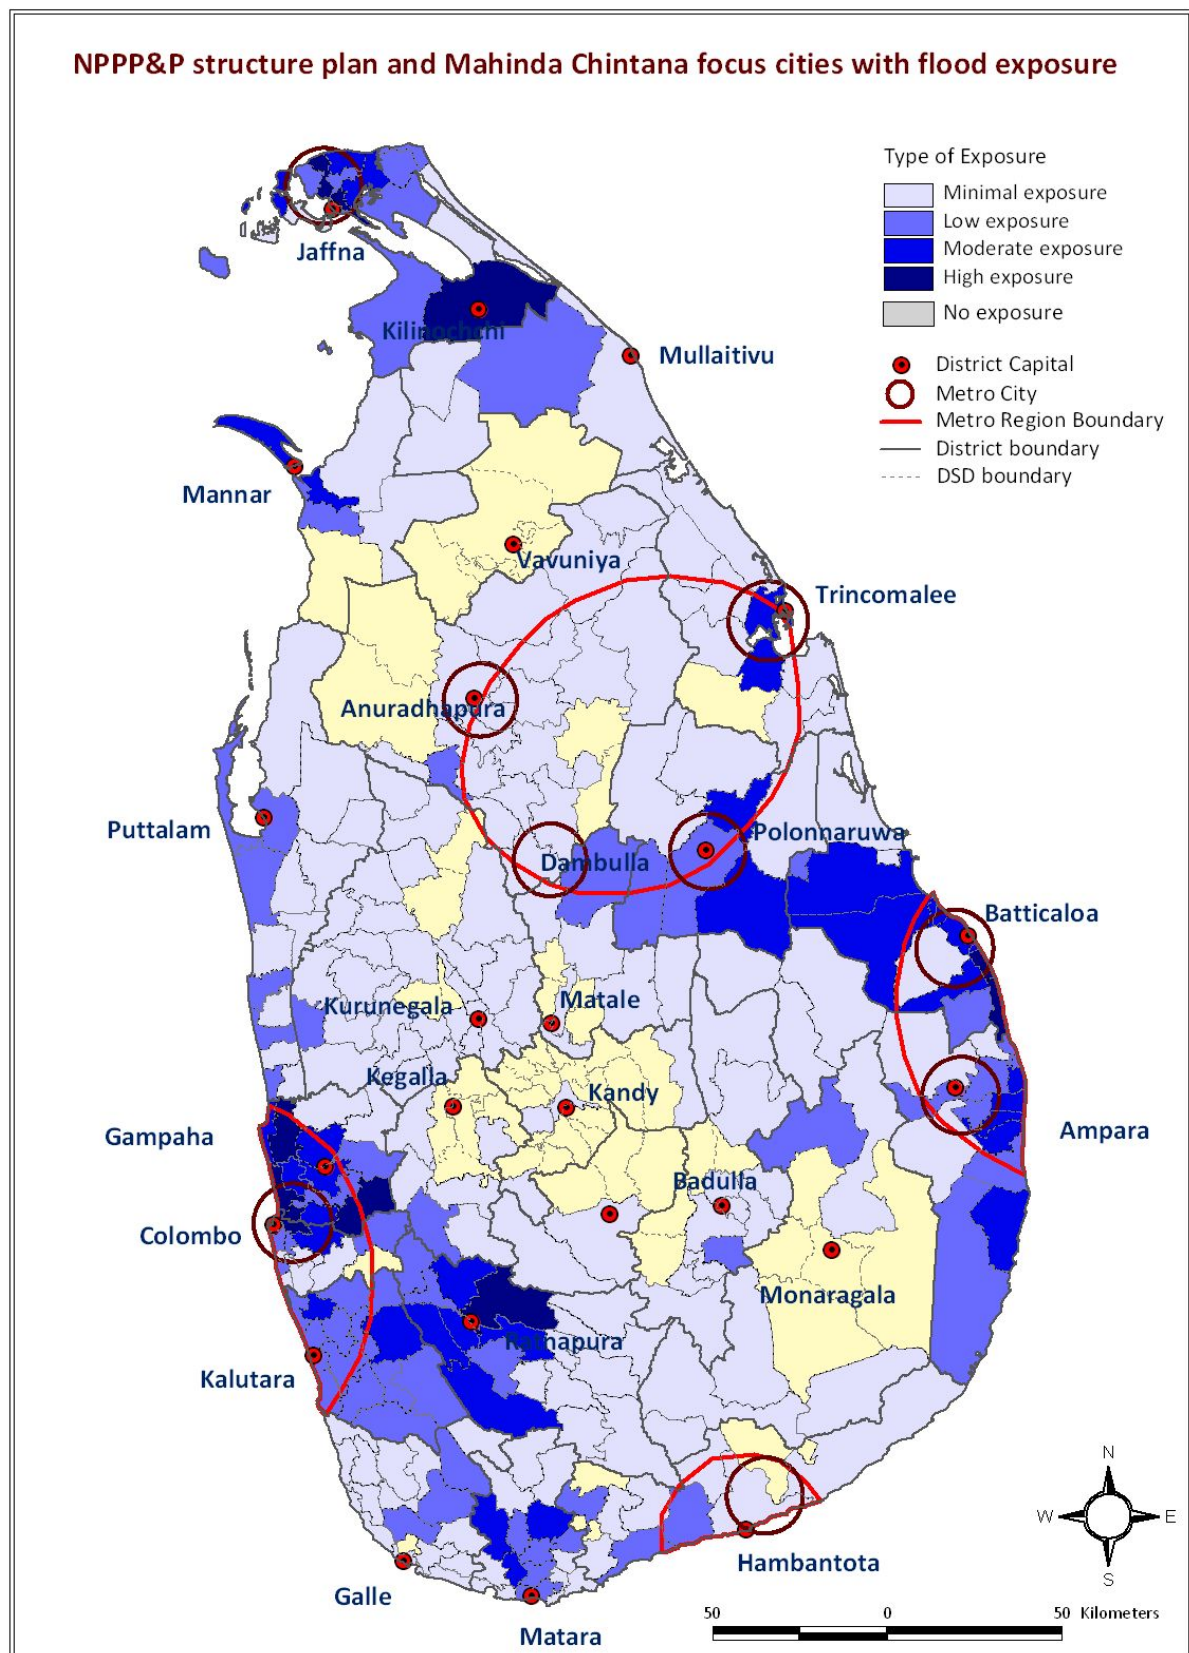 NPPP&P structure plan and Mahinda Chintana focus cities with flood exposure
Type of Exposure
Minimal exposure
Low exposure
Moderate exposure
High exposure
No exposure
District Capital
Metro City
Metro Region Boundary
District boundary
DSD boundary
Jaffna
Kilinochchi
Mullaitivu
Mannar
Vavuniya
Trincomalee
Anuradhapura
Puttalam
Polonnaruwa
Dambulla
Batticaloa
Kurunegala
Matale
Kegalla
Kandy
Gampaha
Ampara
Badulla
Colombo
Monaragala
Ratnapura
Kalutara
Hambantota
Galle
Matara
N
W
E
S
50 0 50 Kilometers